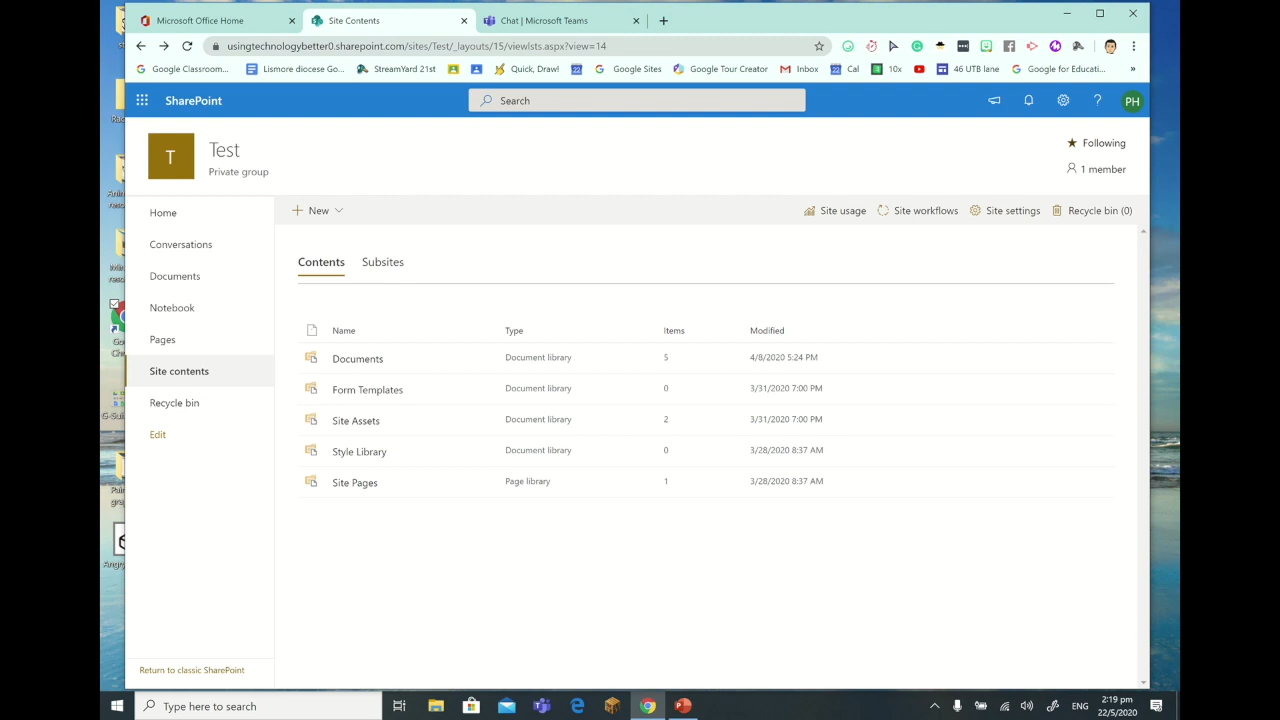 Microsoft Office Home
Site Contents
Chat | Microsoft Teams
usingtechnologybetter0.sharepoint.com/sites/Test/_layouts/15/viewlsts.aspx?view=14
Google Classroom...
Lismore diocese Go...
StreamYard 21st
Quick, Draw!
Google Sites
Google Tour Creator
Inbox
Cal
10x
46 UTB lane
Google for Educati...
»
SharePoint
Search
?
PH
T
Test
Private group
Following
1 member
Home
Conversations
Documents
Notebook
Pages
Site contents
Recycle bin
Edit
Return to classic SharePoint
New
Site usage
Site workflows
Site settings
Recycle bin (0)
Contents
Subsites
Name Type Items Modified
Documents Document library 5 4/8/2020 5:24 PM
Form Templates Document library 0 3/31/2020 7:00 PM
Site Assets Document library 2 3/31/2020 7:00 PM
Style Library Document library 0 3/28/2020 8:37 AM
Site Pages Page library 1 3/28/2020 8:37 AM
Type here to search
ENG
2:19 pm
22/5/2020